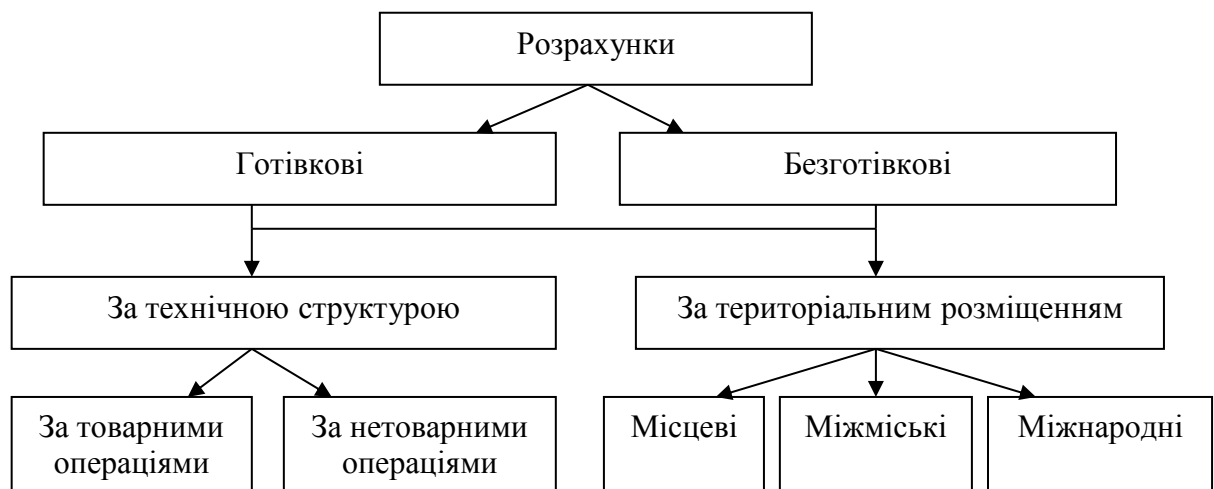 Розрахунки
Готівкові
Безготівкові
За технічною структурою
За територіальним розміщенням
За товарними
операціями
За нетоварними
операціями
Місцеві
Міжміські
Міжнародні